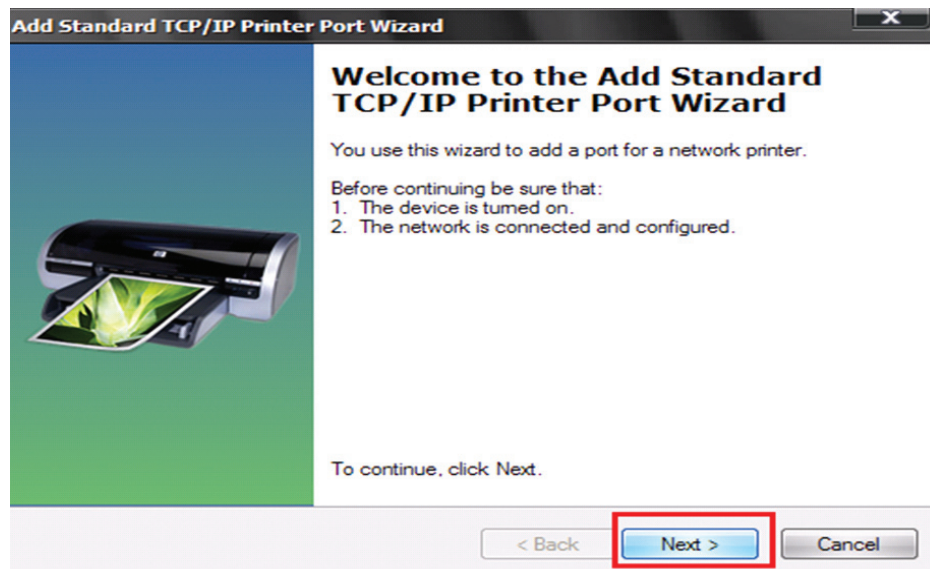 Add Standard TCP/IP Printer Port Wizard
Welcome to the Add Standard
TCP/IP Printer Port Wizard
You use this wizard to add a port for a network printer.
Before continuing be sure that:
1. The device is turned on.
2. The network is connected and configured.
To continue, click Next.
< Back
Next >
Cancel